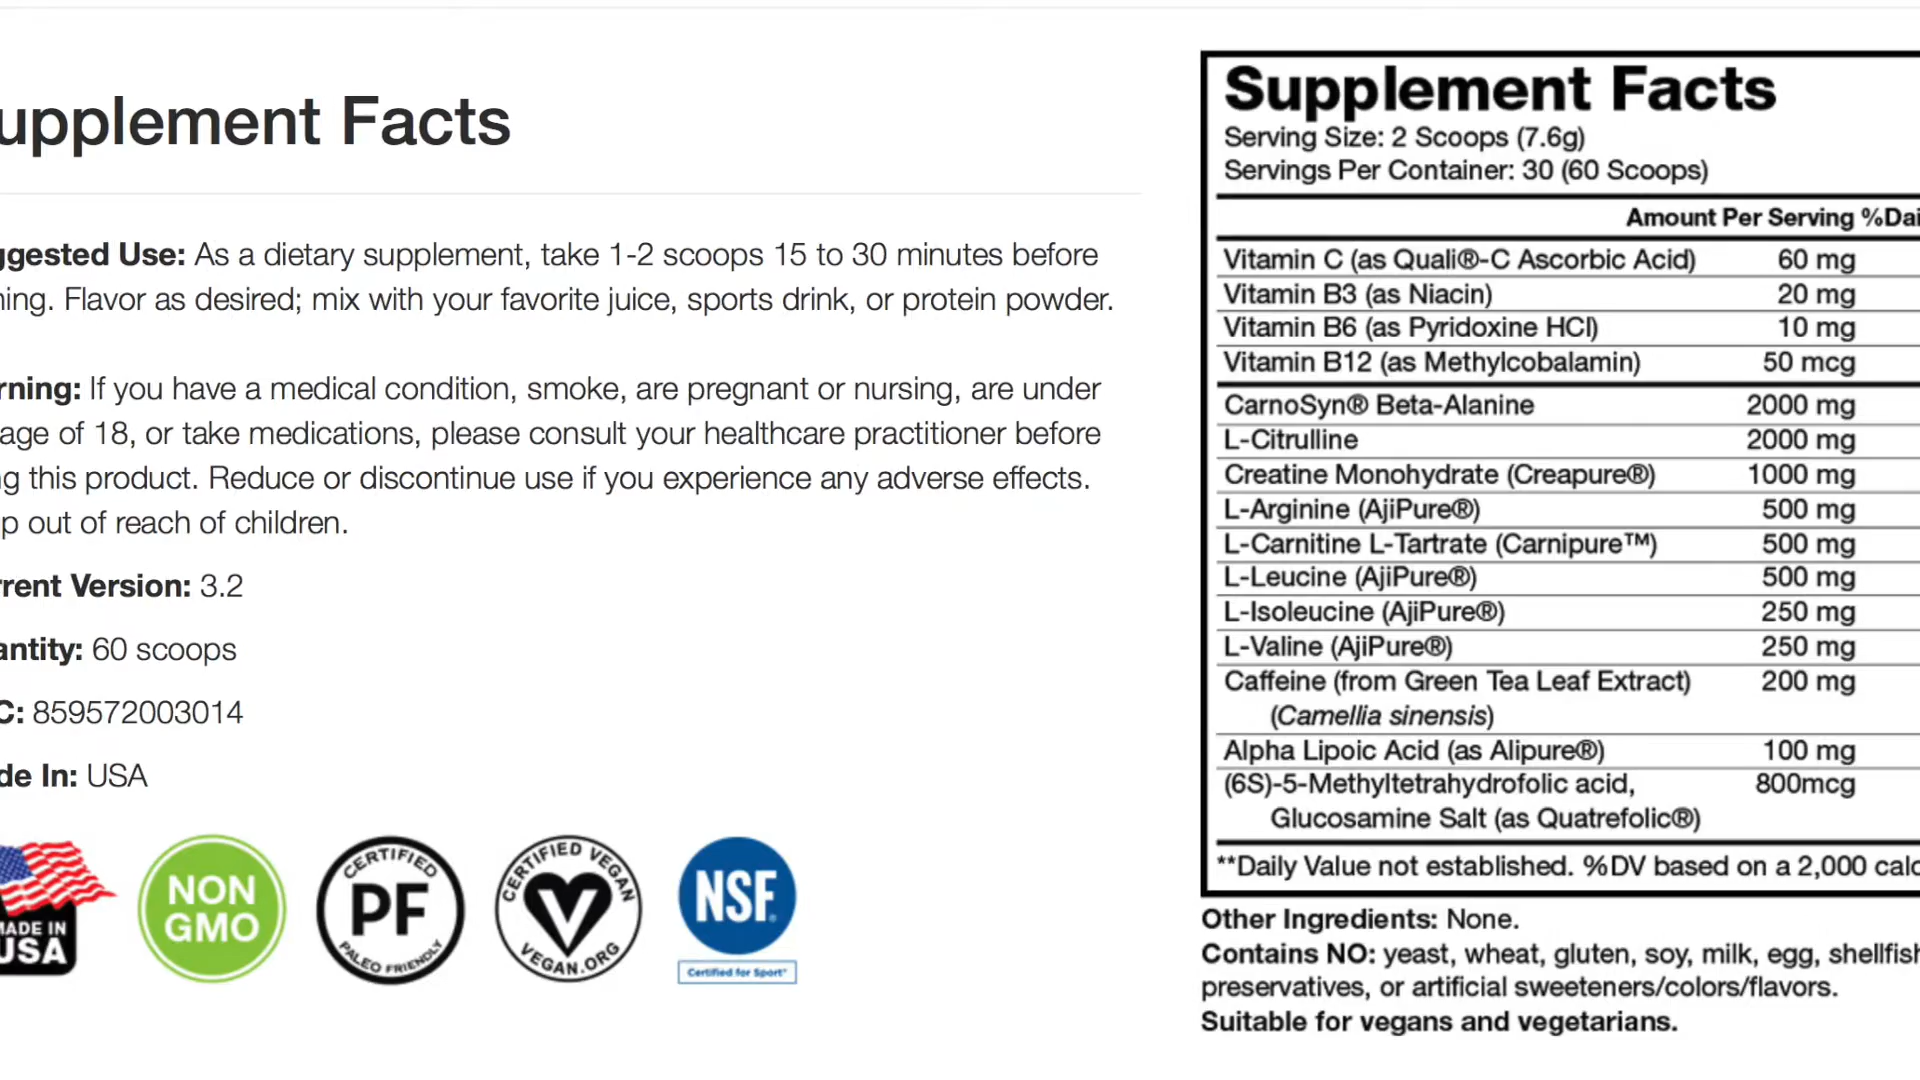 upplement Facts
ggested Use: As a dietary supplement, take 1-2 scoops 15 to 30 minutes before
ning. Flavor as desired; mix with your favorite juice, sports drink, or protein powder.
rning: If you have a medical condition, smoke, are pregnant or nursing, are under
age of 18, or take medications, please consult your healthcare practitioner before
g this product. Reduce or discontinue use if you experience any adverse effects.
p out of reach of children.
rrent Version: 3.2
antity: 60 scoops
C: 859572003014
de In: USA
MADE IN
USA
NON
GMO
CERTIFIED
PF
PALEO FRIENDLY
CERTIFIED VEGAN
V
VEGAN.ORG
NSF®
Certified for Sport®
Supplement Facts
Serving Size: 2 Scoops (7.6g)
Servings Per Container: 30 (60 Scoops)
Amount Per Serving %Dai
Vitamin C (as Quali®-C Ascorbic Acid) 60 mg
Vitamin B3 (as Niacin) 20 mg
Vitamin B6 (as Pyridoxine HCl) 10 mg
Vitamin B12 (as Methylcobalamin) 50 mcg
CarnoSyn® Beta-Alanine 2000 mg
L-Citrulline 2000 mg
Creatine Monohydrate (Creapure®) 1000 mg
L-Arginine (AjiPure®) 500 mg
L-Carnitine L-Tartrate (Carnipure™) 500 mg
L-Leucine (AjiPure®) 500 mg
L-Isoleucine (AjiPure®) 250 mg
L-Valine (AjiPure®) 250 mg
Caffeine (from Green Tea Leaf Extract) 200 mg
(Camellia sinensis)
Alpha Lipoic Acid (as Alipure®) 100 mg
(6S)-5-Methyltetrahydrofolic acid, 800mcg
Glucosamine Salt (as Quatrefolic®)
**Daily Value not established. %DV based on a 2,000 calo
Other Ingredients: None.
Contains NO: yeast, wheat, gluten, soy, milk, egg, shellfish
preservatives, or artificial sweeteners/colors/flavors.
Suitable for vegans and vegetarians.